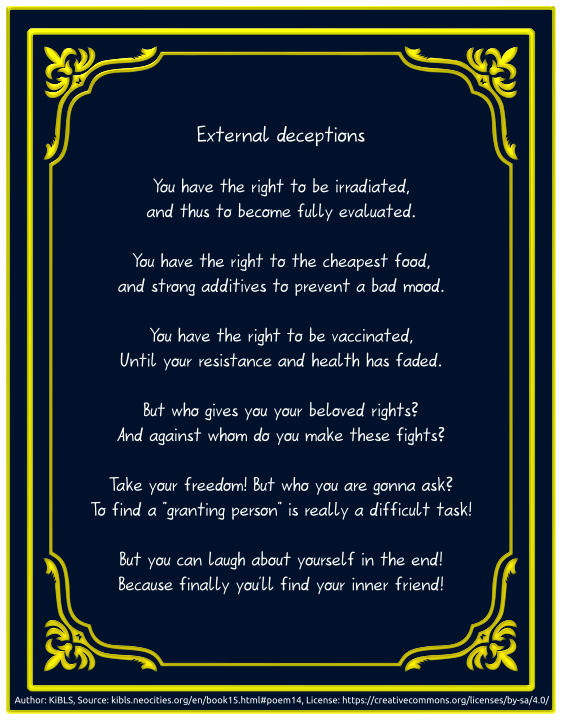 External deceptions
You have the right to be irradiated,
and thus to become fully evaluated.
You have the right to the cheapest food,
and strong additives to prevent a bad mood.
You have the right to be vaccinated,
Until your resistance and health has faded.
But who gives you your beloved rights?
And against whom do you make these fights?
Take your freedom! But who you are gonna ask?
To find a "granting person" is really a difficult task!
But you can laugh about yourself in the end!
Because finally you'll find your inner friend!
Author: KiBLS, Source: kibls.neocities.org/en/book15.html#poem14, License: https://creativecommons.org/licenses/by-sa/4.0/